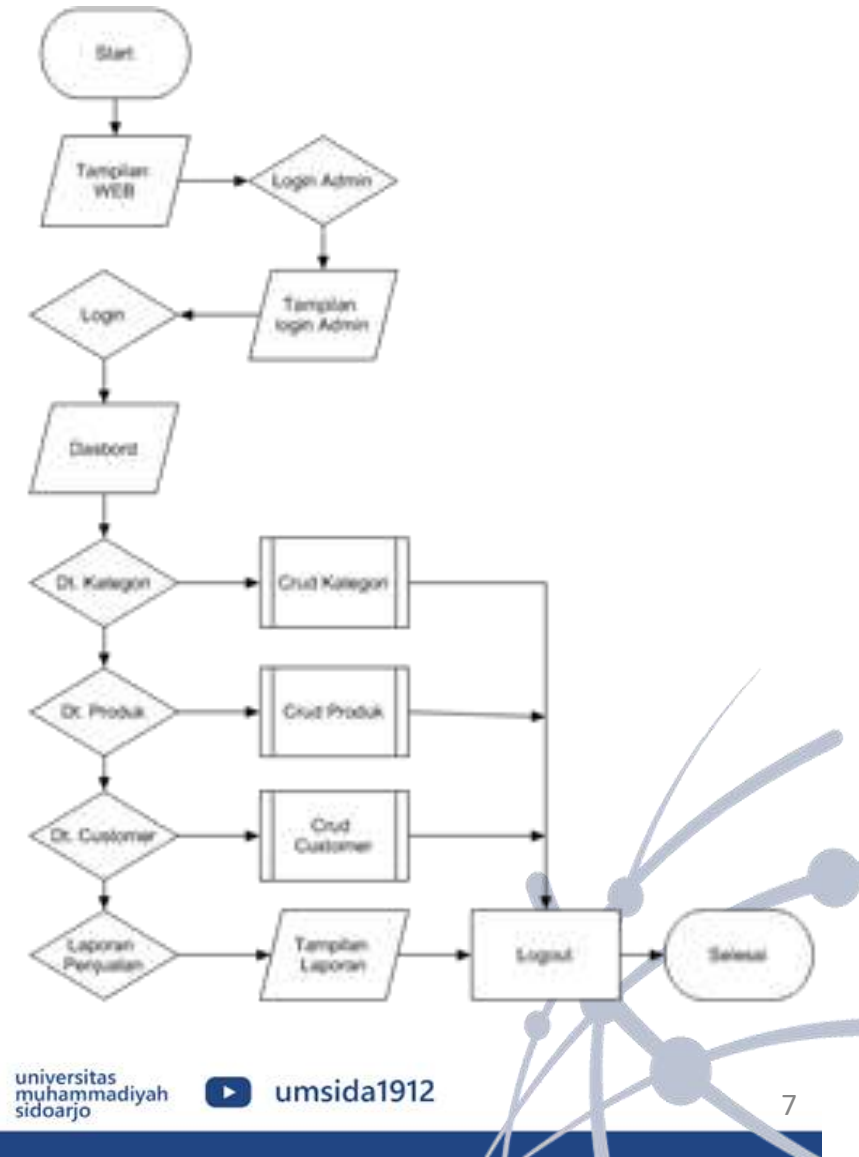 Start
Tampilan
WEB
Login Admin
Login
Tampilan
login Admin
Dasbord
Dt. Kategori
Crud Kategori
Dt. Produk
Crud Produk
Dt. Customer
Crud
Customer
Laporan
Penjualan
Tampilan
Laporan
Logout
Selesai
universitas
muhammadiyah
sidoarjo
umsida1912
7